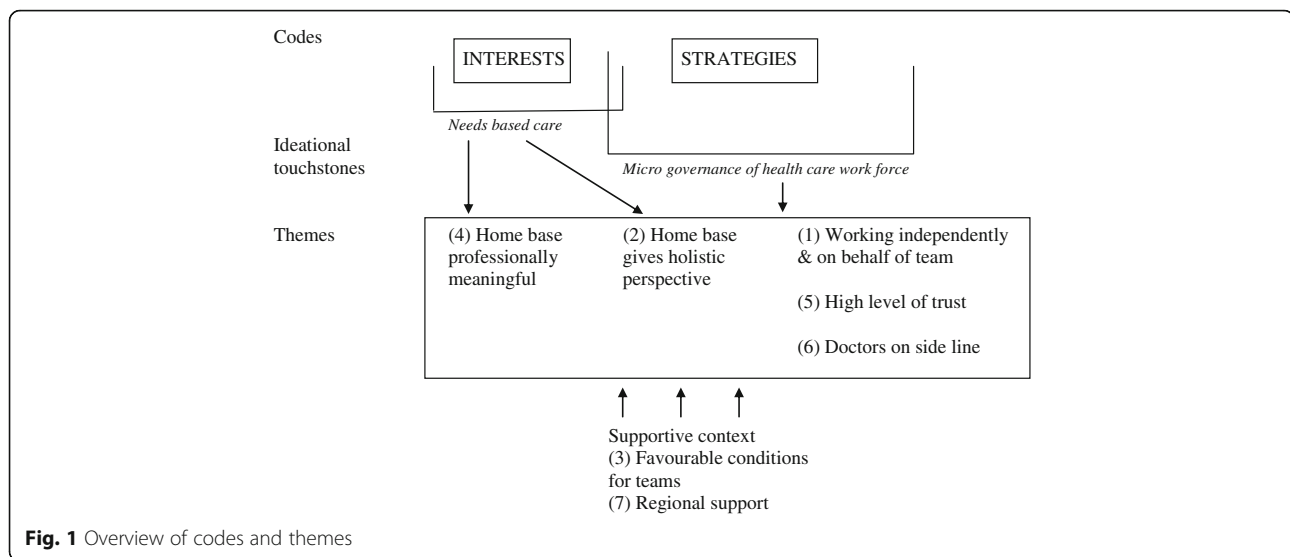 Codes
INTERESTS
STRATEGIES
Needs based care
Ideational
touchstones
Micro governance of health care work force
Themes
(4) Home base
professionally
meaningful
(2) Home base
gives holistic
perspective
(1) Working independently
& on behalf of team
(5) High level of trust
(6) Doctors on side line
Supportive context
(3) Favourable conditions
for teams
(7) Regional support
Fig. 1 Overview of codes and themes